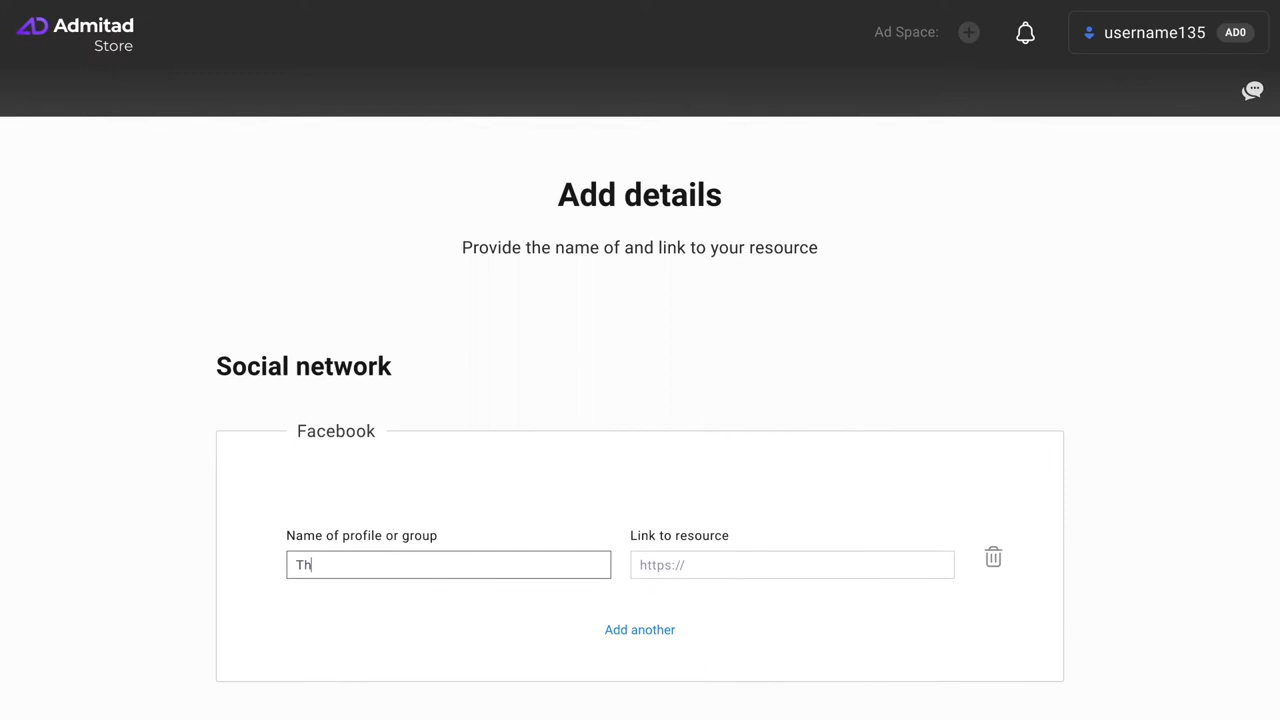 Admitad
Store
Ad Space:
username135
AD0
Add details
Provide the name of and link to your resource
Social network
Facebook
Name of profile or group
Link to resource
Th
https://
Add another